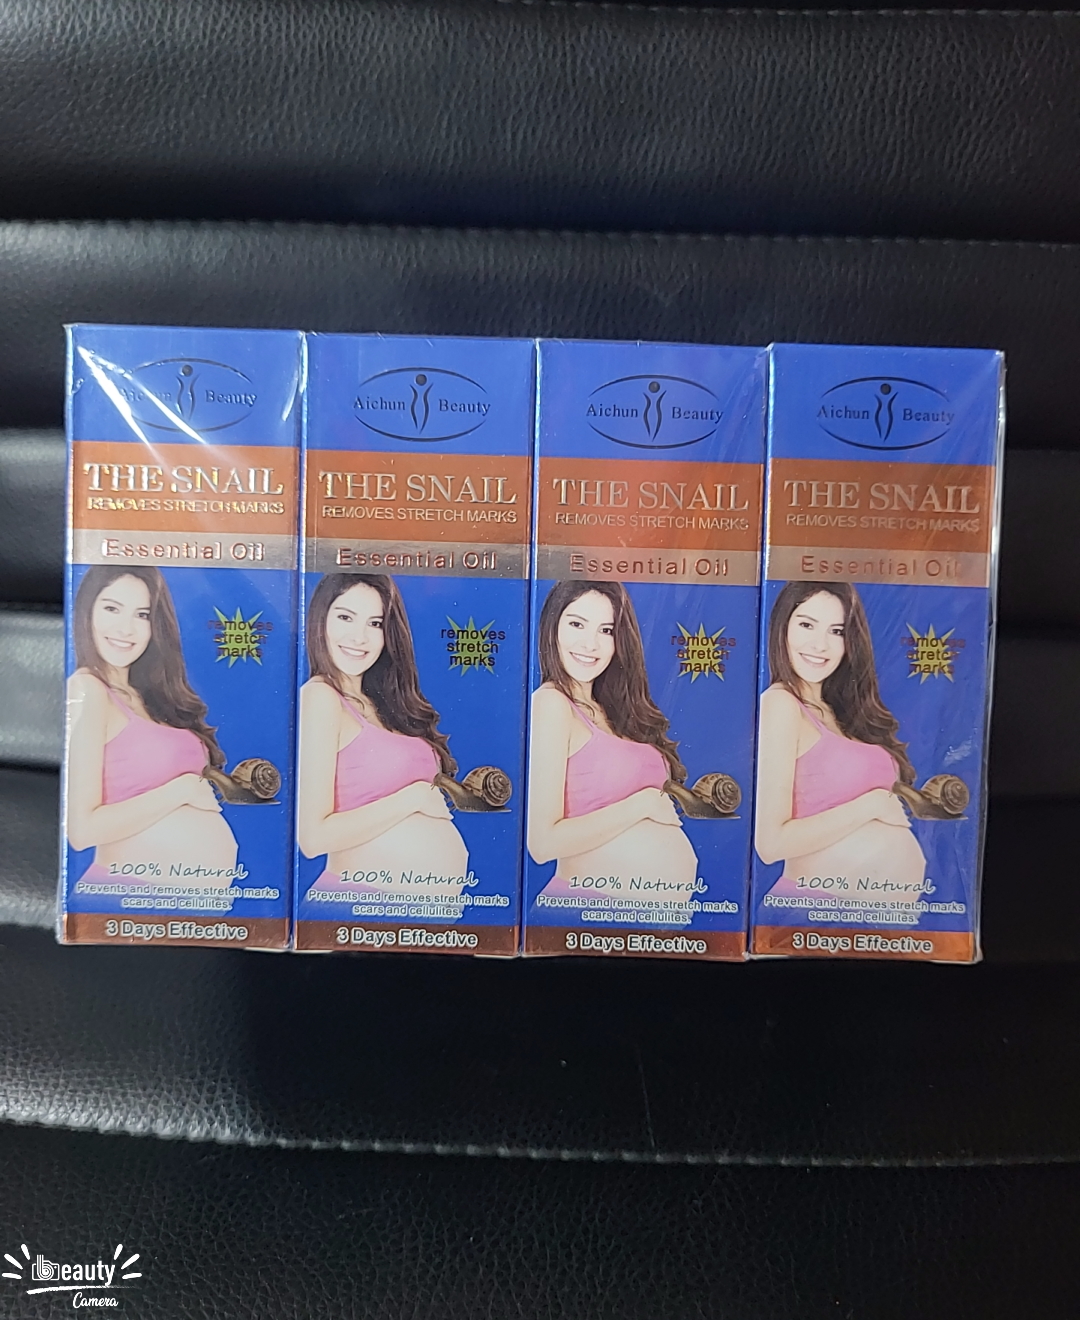 Aichun Beauty
THE SNAIL
REMOVES STRETCH MARKS
Essential Oil
removes
stretch
marks
100% Natural
Prevents and removes stretch marks
scars and cellulites.
3 Days Effective
Aichun Beauty
THE SNAIL
REMOVES STRETCH MARKS
Essential Oil
removes
stretch
marks
100% Natural
Prevents and removes stretch marks
scars and cellulites.
3 Days Effective
Aichun Beauty
THE SNAIL
REMOVES STRETCH MARKS
Essential Oil
removes
stretch
marks
100% Natural
Prevents and removes stretch marks
scars and cellulites.
3 Days Effective
Aichun Beauty
THE SNAIL
REMOVES STRETCH MARKS
Essential Oil
removes
stretch
marks
100% Natural
Prevents and removes stretch marks
scars and cellulites.
3 Days Effective
beauty
Camera